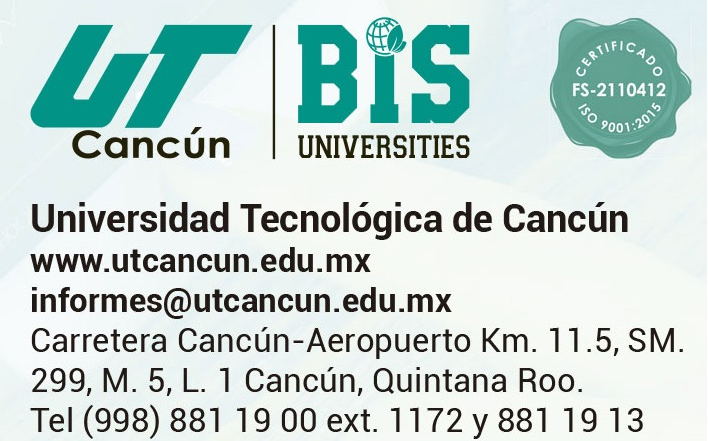 UT
Cancún
BIS
UNIVERSITIES
CERTIFICADO
FS-2110412
ISO 9001:2015
Universidad Tecnológica de Cancún
www.utcancun.edu.mx
informes@utcancun.edu.mx
Carretera Cancún-Aeropuerto Km. 11.5, SM.
299, M. 5, L. 1 Cancún, Quintana Roo.
Tel (998) 881 19 00 ext. 1172 y 881 19 13